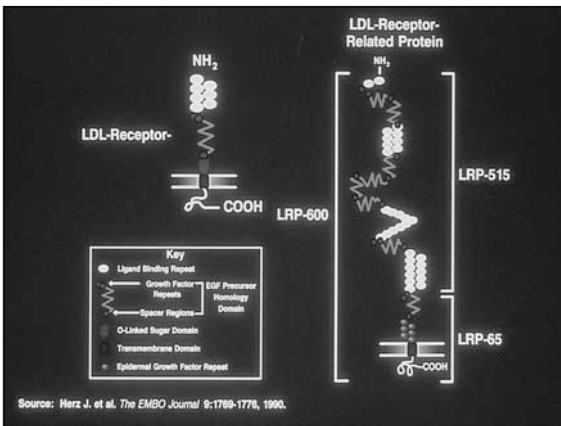 LDL-Receptor-
Related Protein
NH2
NH2
LDL-Receptor-
COOH
LRP-600
LRP-515
LRP-65
COOH
Key
Ligand Binding Repeat
Growth Factor
Repeats
EGF Precursor
Homology
Domain
Spacer Regions
O-Linked Sugar Domain
Transmembrane Domain
Epidermal Growth Factor Repeat
Source: Herz J. et al. The EMBO Journal 9:1769-1776, 1990.